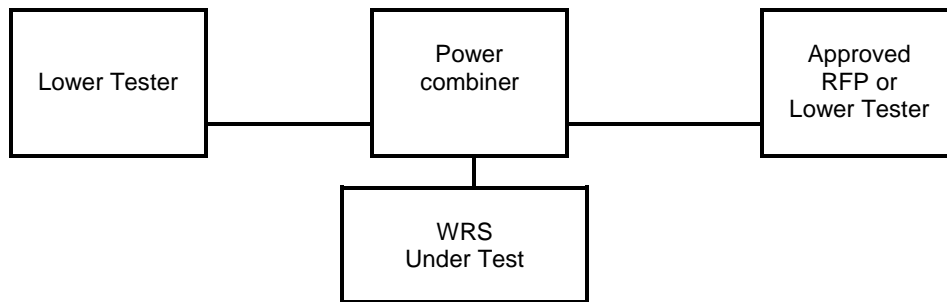 Lower Tester
Power
combiner
Approved
RFP or
Lower Tester
WRS
Under Test